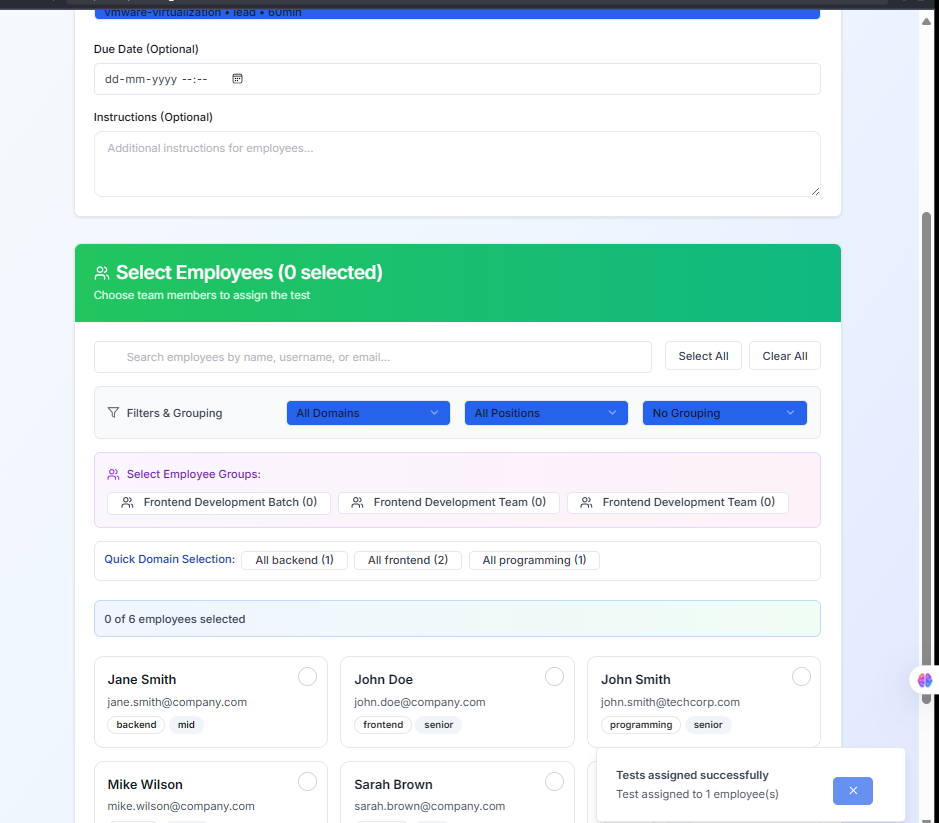 vmware-virtualization • lead • 60min
Due Date (Optional)
dd-mm-yyyy --:--
Instructions (Optional)
Additional instructions for employees...
Select Employees (0 selected)
Choose team members to assign the test
Search employees by name, username, or email...
Select All
Clear All
Filters & Grouping
All Domains
All Positions
No Grouping
Select Employee Groups:
Frontend Development Batch (0)
Frontend Development Team (0)
Frontend Development Team (0)
Quick Domain Selection:
All backend (1)
All frontend (2)
All programming (1)
0 of 6 employees selected
Jane Smith
jane.smith@company.com
backend
mid
John Doe
john.doe@company.com
frontend
senior
John Smith
john.smith@techcorp.com
programming
senior
Mike Wilson
mike.wilson@company.com
Sarah Brown
sarah.brown@company.com
Tests assigned successfully
Test assigned to 1 employee(s)